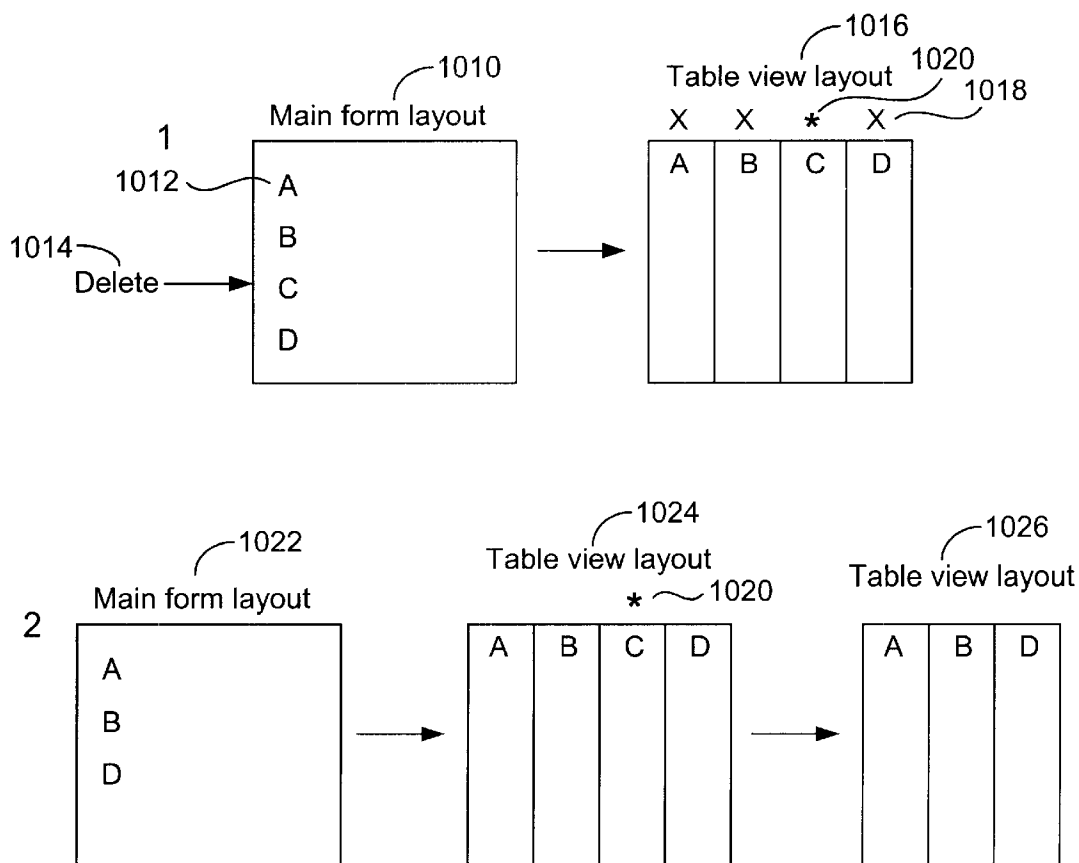 1016
1010
Table view layout
1020
1018
Main form layout
X X * X
1
A B C D
1012
A
B
1014
Delete
C
D
1024
1026
1022
Table view layout
Table view layout
Main form layout
* 1020
2
A B C D
A B D
A
B
D